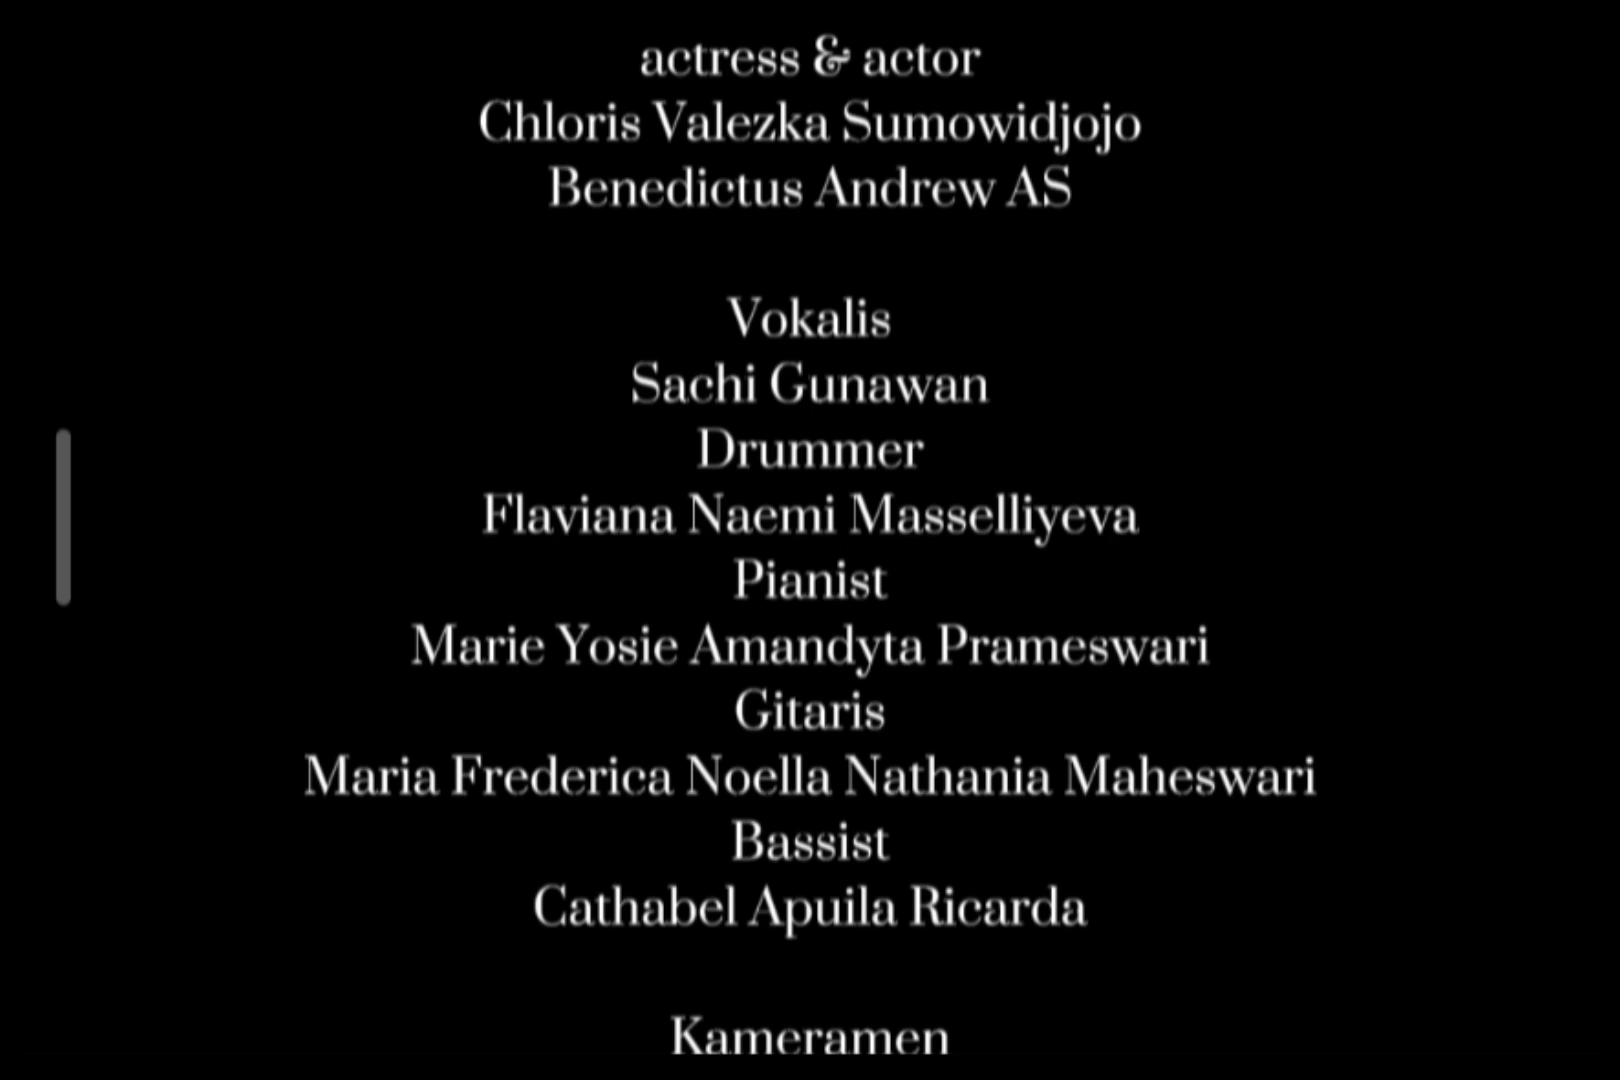 actress & actor
Chloris Valezka Sumowidjojo
Benedictus Andrew AS
Vokalis
Sachi Gunawan
Drummer
Flaviana Naemi Masselliyeva
Pianist
Marie Yosie Amandyta Prameswari
Gitaris
Maria Frederica Noella Nathania Maheswari
Bassist
Cathabel Apuila Ricarda
Kameramen